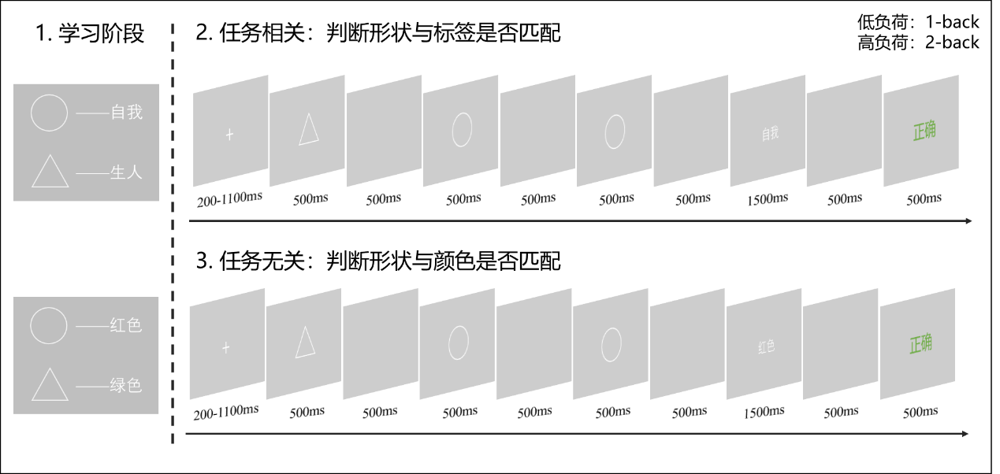 1. 学习阶段
自我
生人
红色
绿色
2. 任务相关：判断形状与标签是否匹配
低负荷：1-back
高负荷：2-back
+
自我
正确
200-1100ms 500ms 500ms 500ms 500ms 500ms 500ms 1500ms 500ms 500ms
3. 任务无关：判断形状与颜色是否匹配
+
红色
正确
200-1100ms 500ms 500ms 500ms 500ms 500ms 500ms 1500ms 500ms 500ms